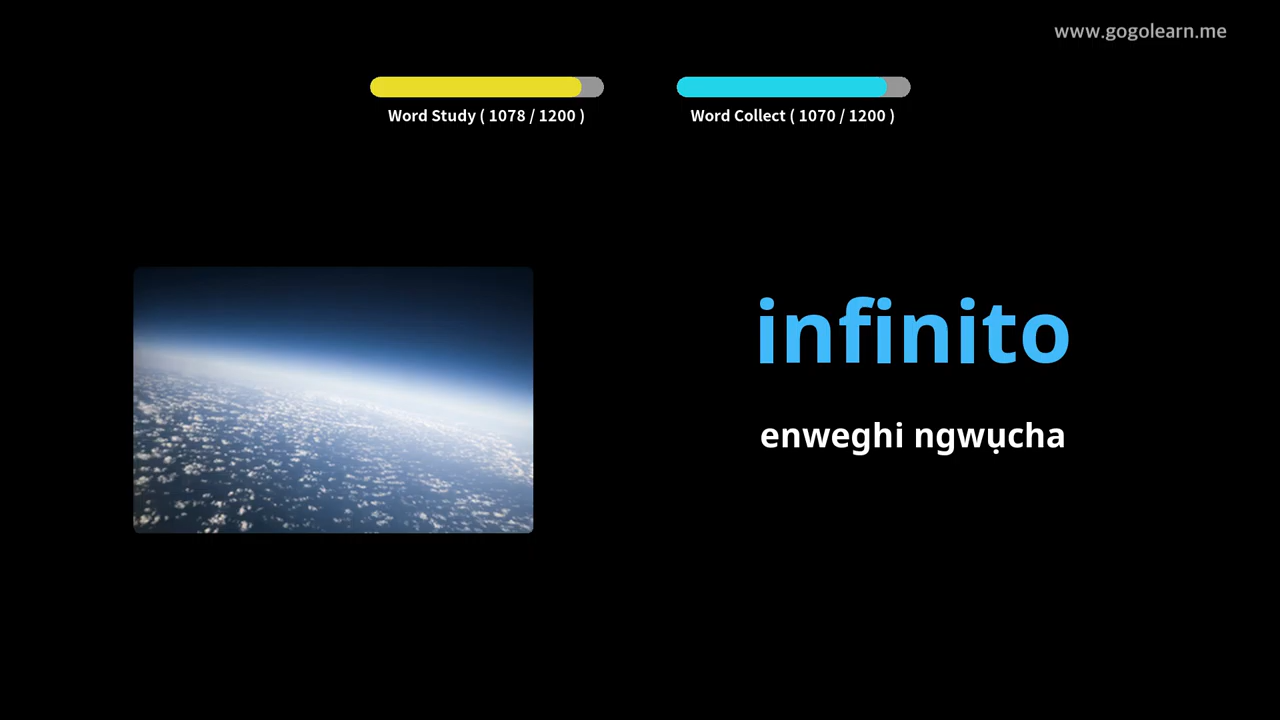 www.gogolearn.me
Word Study ( 1078 / 1200 )
Word Collect ( 1070 / 1200 )
infinito
enweghi ngwụcha